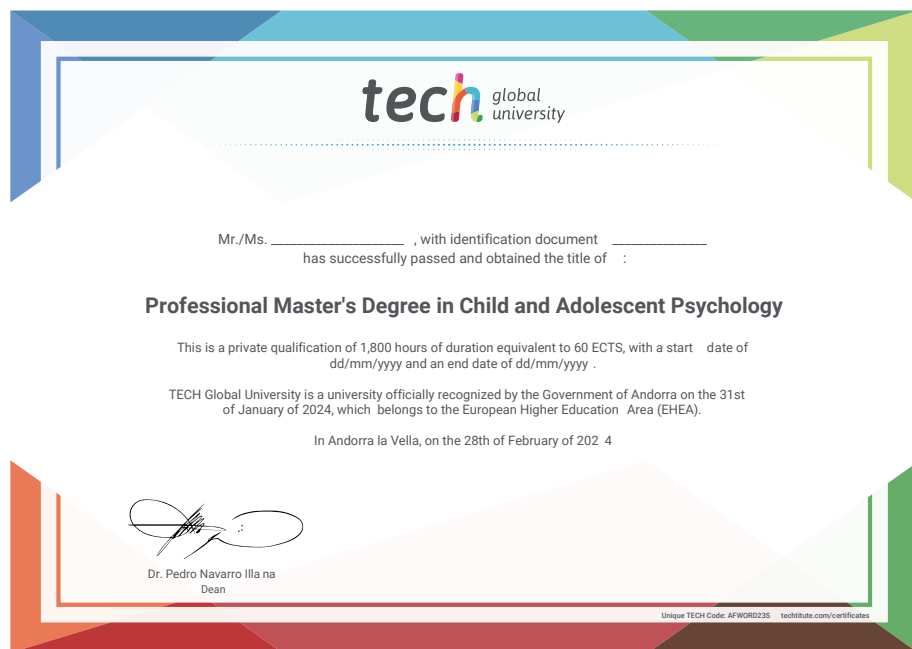 tech global
university
Mr./Ms. ____________________ , with identification document ______________
has successfully passed and obtained the title of :
Professional Master's Degree in Child and Adolescent Psychology
This is a private qualification of 1,800 hours of duration equivalent to 60 ECTS, with a start date of
dd/mm/yyyy and an end date of dd/mm/yyyy .
TECH Global University is a university officially recognized by the Government of Andorra on the 31st
of January of 2024, which belongs to the European Higher Education Area (EHEA).
In Andorra la Vella, on the 28th of February of 202 4
Dr. Pedro Navarro Illa na
Dean
Unique TECH Code: AFWORD23S techtitute.com/certificates